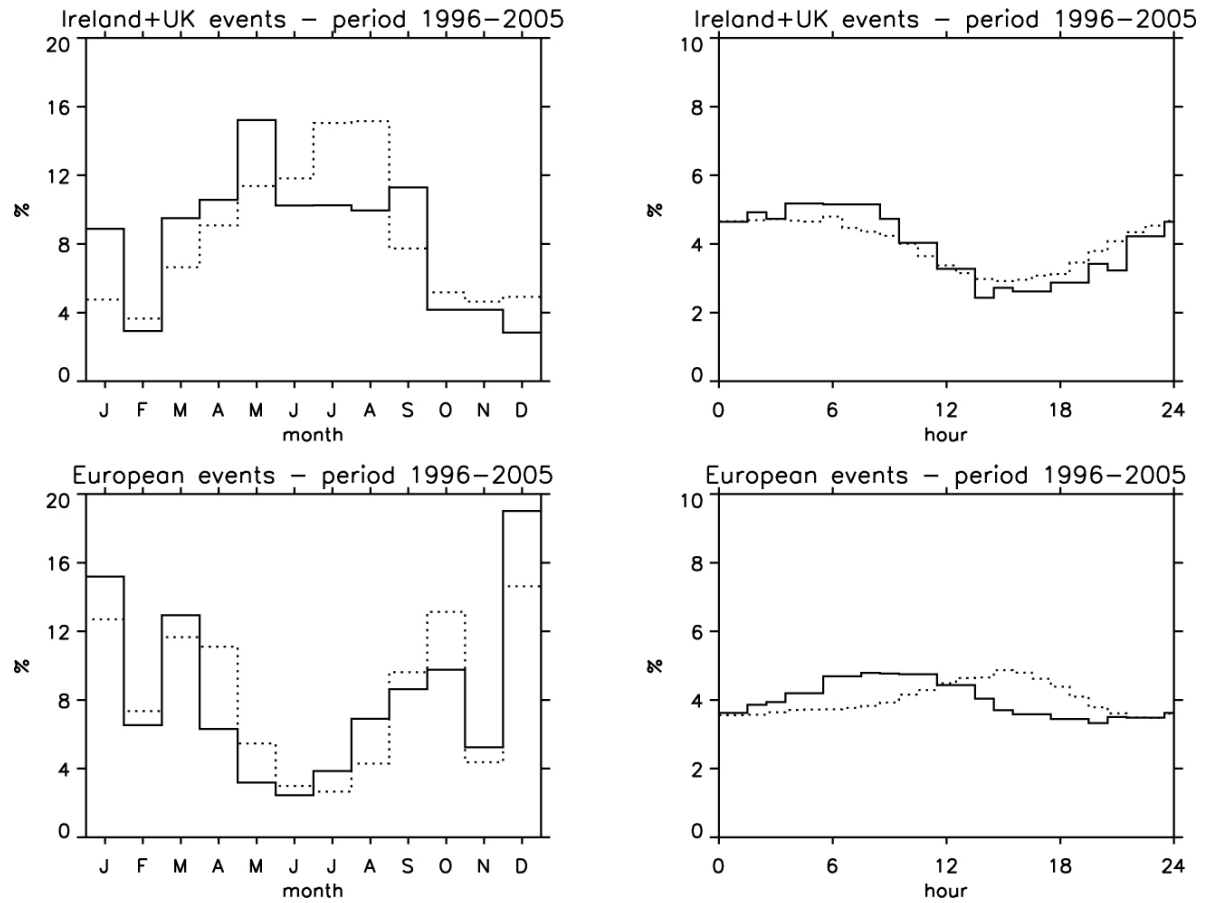 Ireland+UK events – period 1996–2005
20
16
12
8
4
0
%
J F M A M J J A S O N D
month
Ireland+UK events – period 1996–2005
10
8
6
4
2
0
%
0 6 12 18 24
hour
European events – period 1996–2005
20
16
12
8
4
0
%
J F M A M J J A S O N D
month
European events – period 1996–2005
10
8
6
4
2
0
%
0 6 12 18 24
hour